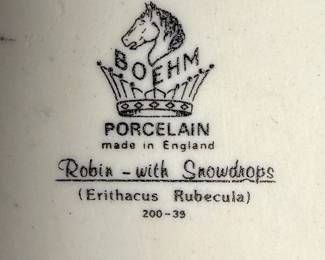 BOEHM
PORCELAIN
made in England
Robin - with Snowdrops
(Erithacus Rubecula)
200-39